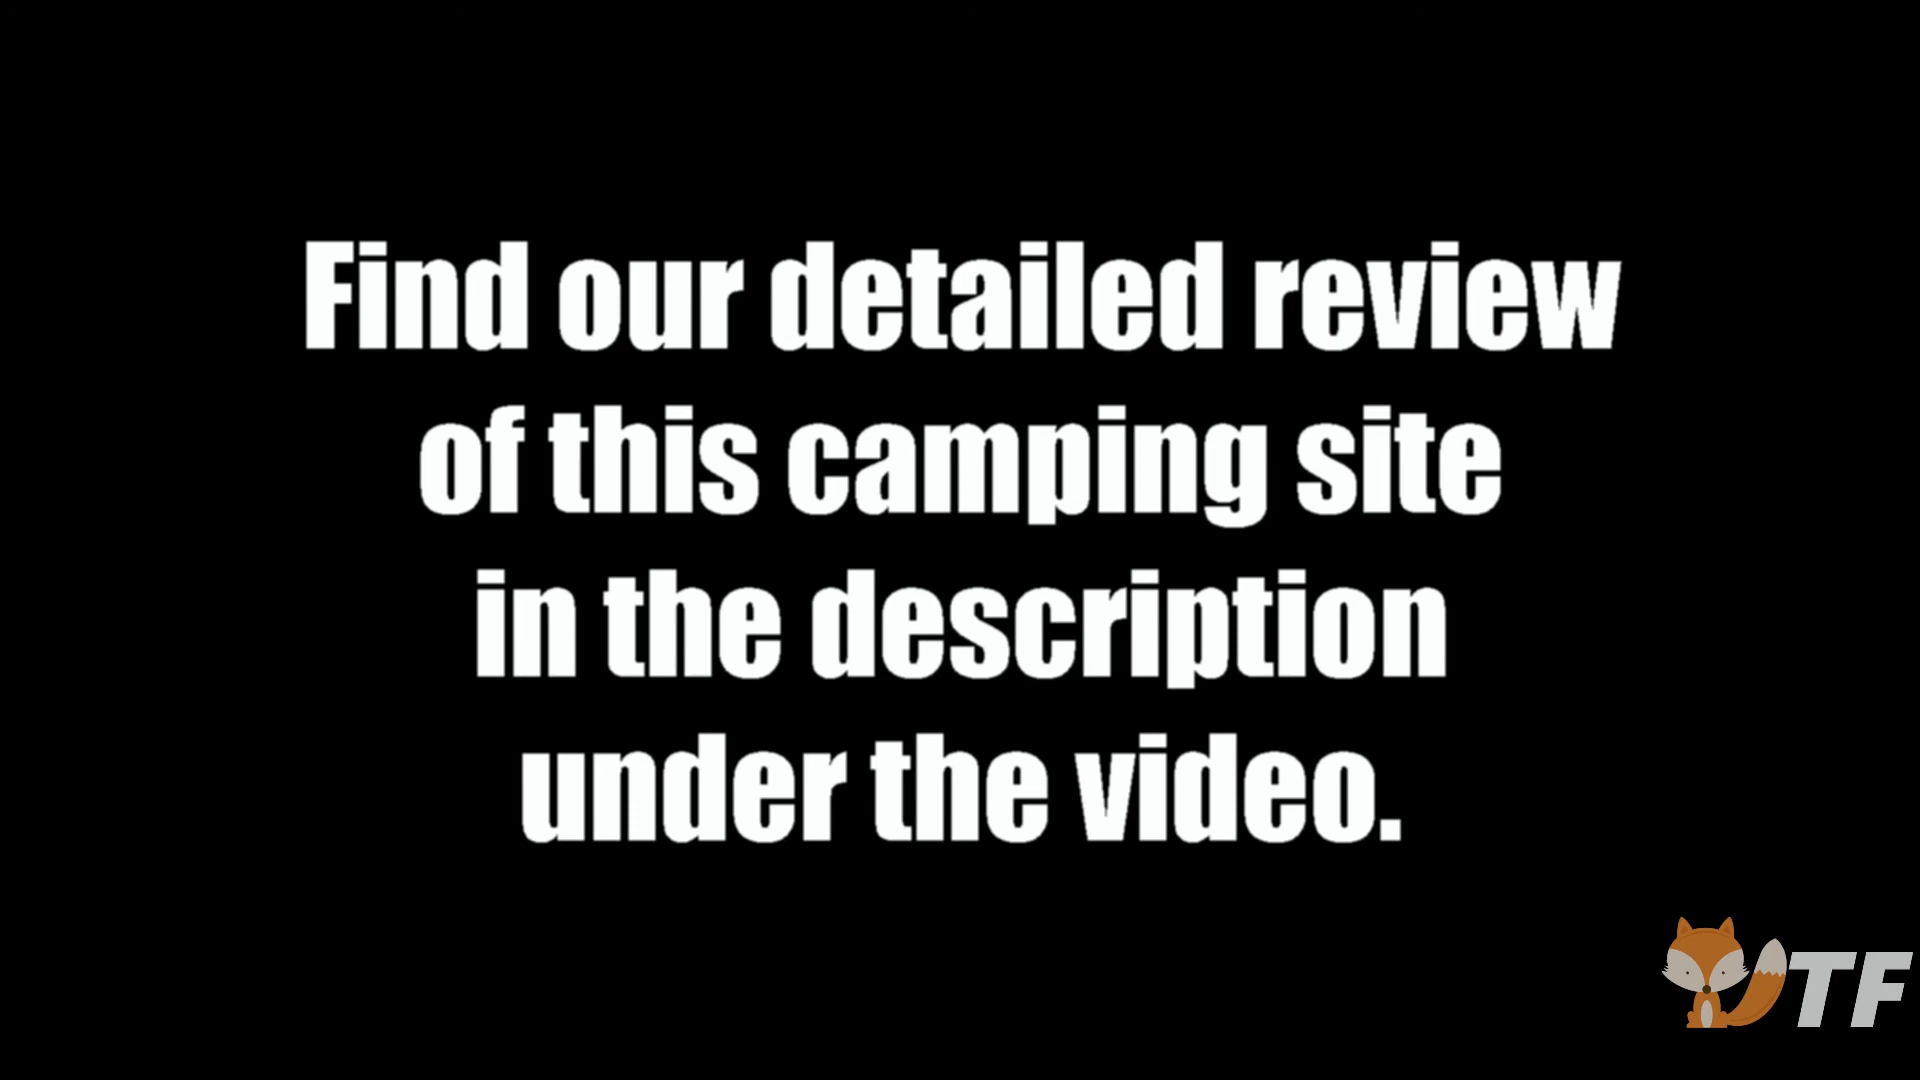 Find our detailed review
of this camping site
in the description
under the video.
TF